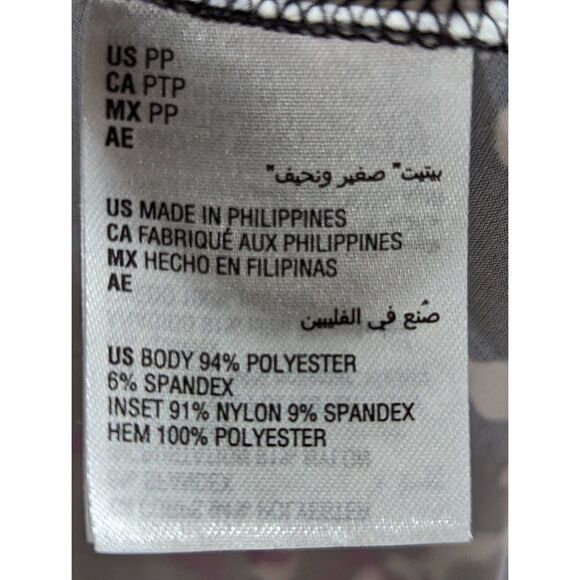 US PP
CA PTP
MX PP
AE
بيتيت" صغير ونحيف"
US MADE IN PHILIPPINES
CA FABRIQUÉ AUX PHILIPPINES
MX HECHO EN FILIPINAS
AE
صُنع في الفلبين
US BODY 94% POLYESTER
6% SPANDEX
INSET 91% NYLON 9% SPANDEX
HEM 100% POLYESTER